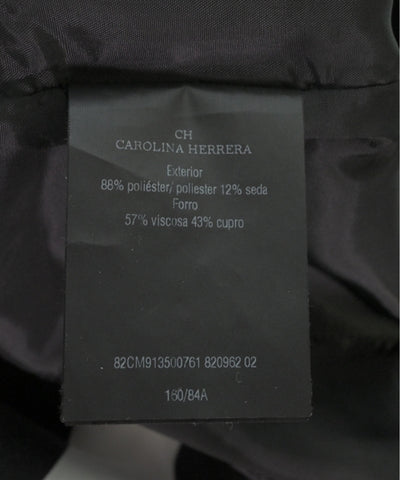 CH
CAROLINA HERRERA
Exterior
88% poliéster/ poliester 12% seda
Forro
57% viscosa 43% cupro
82CM913500761 820962 02
160/84A